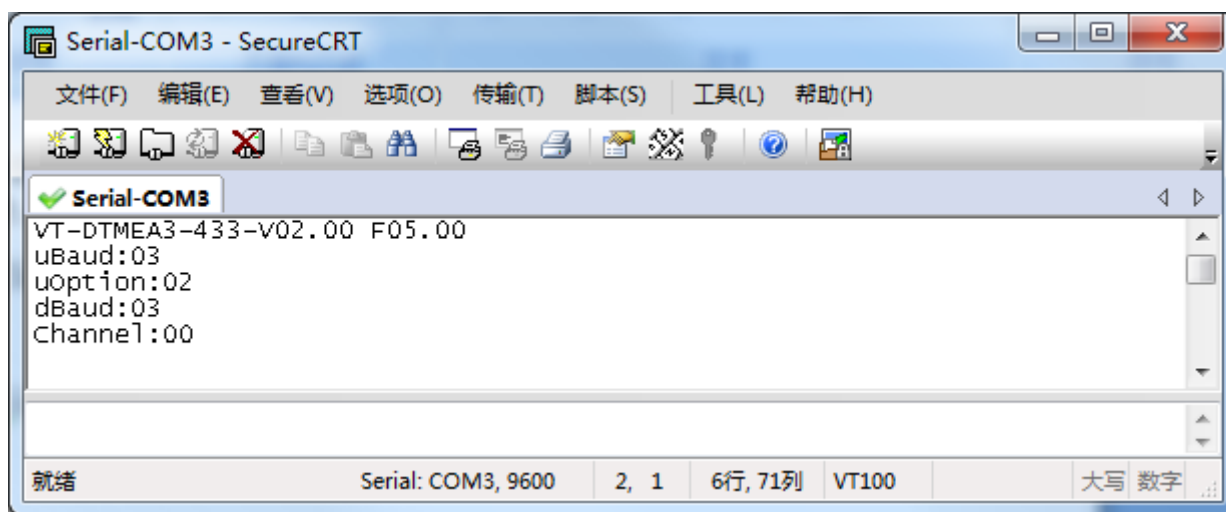 Serial-COM3 - SecureCRT
文件(F) 编辑(E) 查看(V) 选项(O) 传输(T) 脚本(S) 工具(L) 帮助(H)
Serial-COM3
VT-DTMEA3-433-V02.00 F05.00
uBaud:03
uOption:02
dBaud:03
Channel:00
就绪 Serial: COM3, 9600 2, 1 6行, 71列 VT100 大写 数字